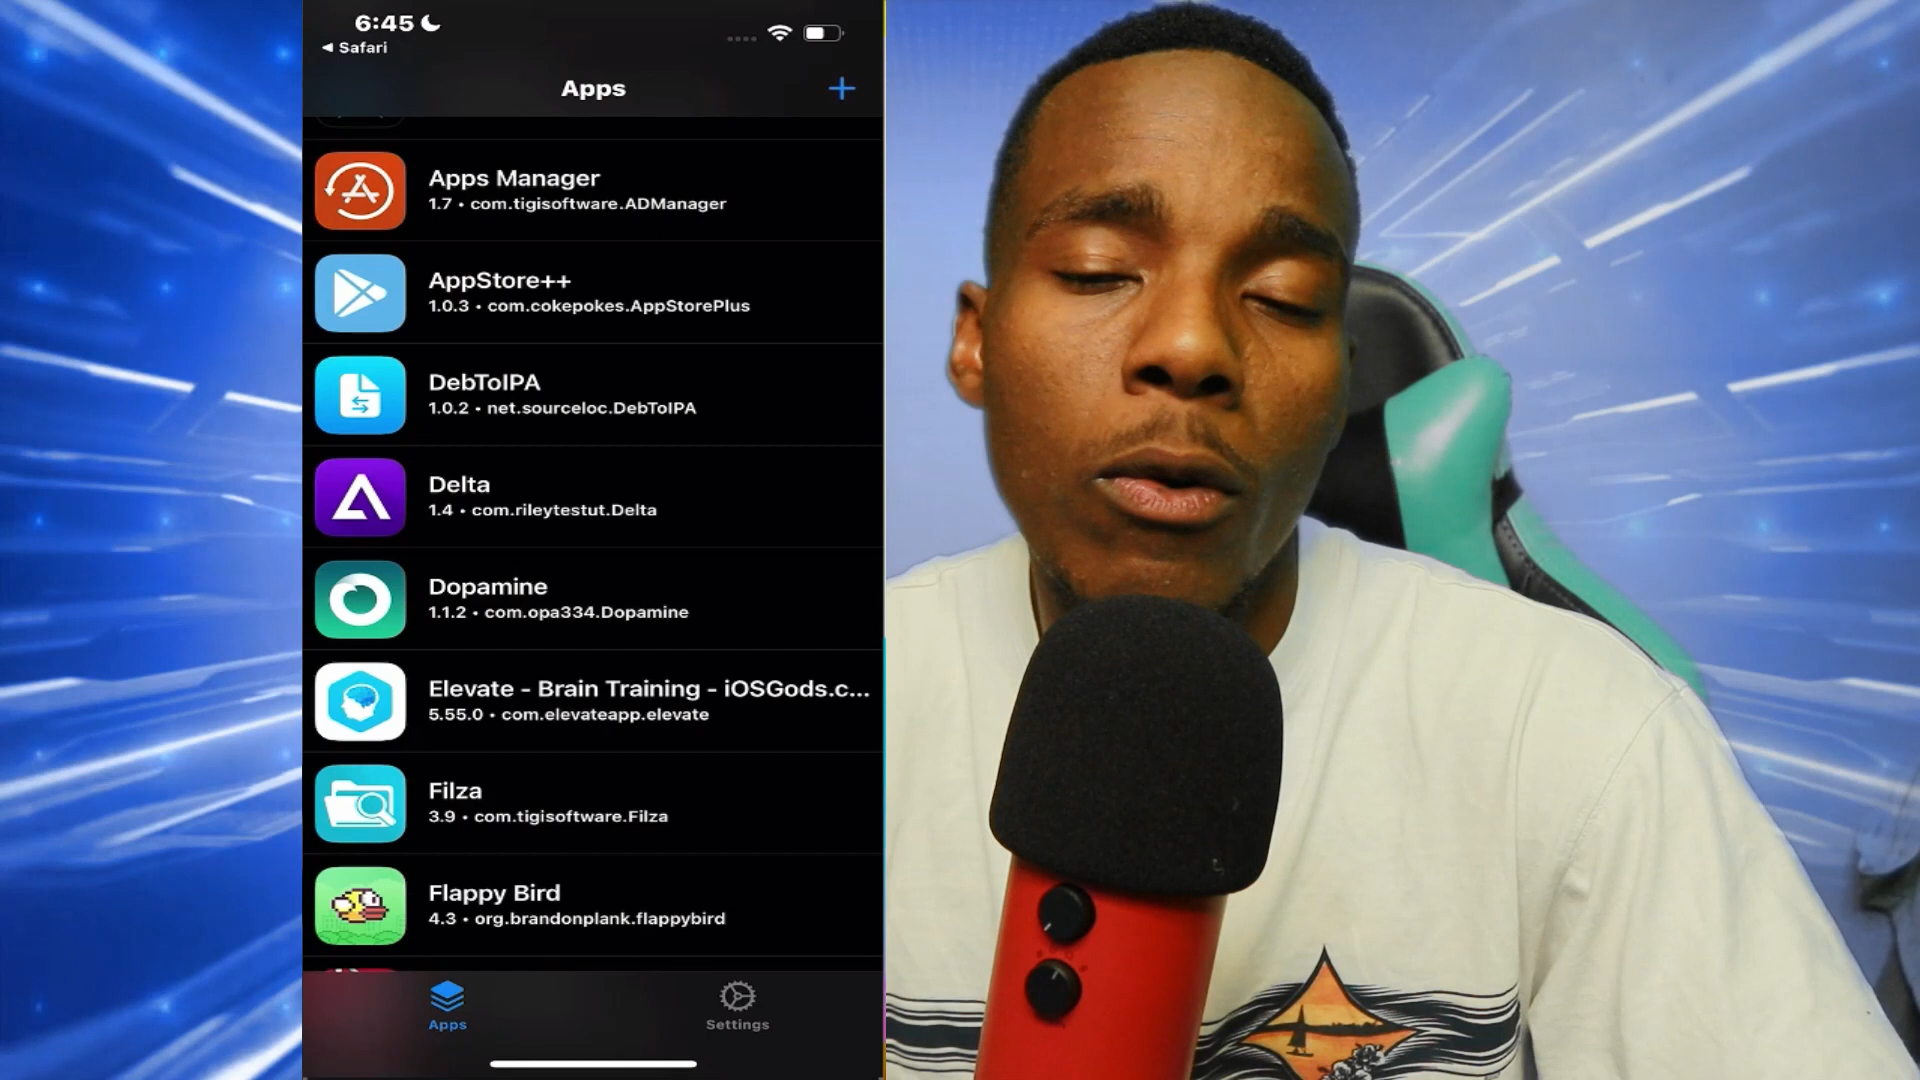 6:45
◀ Safari
Apps
+
Apps Manager
1.7 • com.tigisoftware.ADManager
AppStore++
1.0.3 • com.cokepokes.AppStorePlus
DebToIPA
1.0.2 • net.sourceloc.DebToIPA
Delta
1.4 • com.rileytestut.Delta
Dopamine
1.1.2 • com.opa334.Dopamine
Elevate - Brain Training - iOSGods.c...
5.55.0 • com.elevateapp.elevate
Filza
3.9 • com.tigisoftware.Filza
Flappy Bird
4.3 • org.brandonplank.flappybird
Apps
Settings